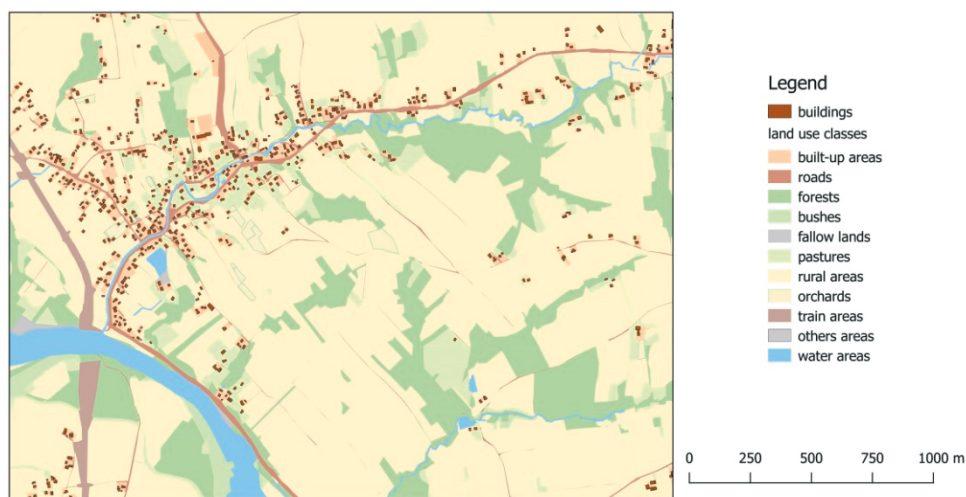 Legend
buildings
land use classes
built-up areas
roads
forests
bushes
fallow lands
pastures
rural areas
orchards
train areas
others areas
water areas
0 250 500 750 1000 m